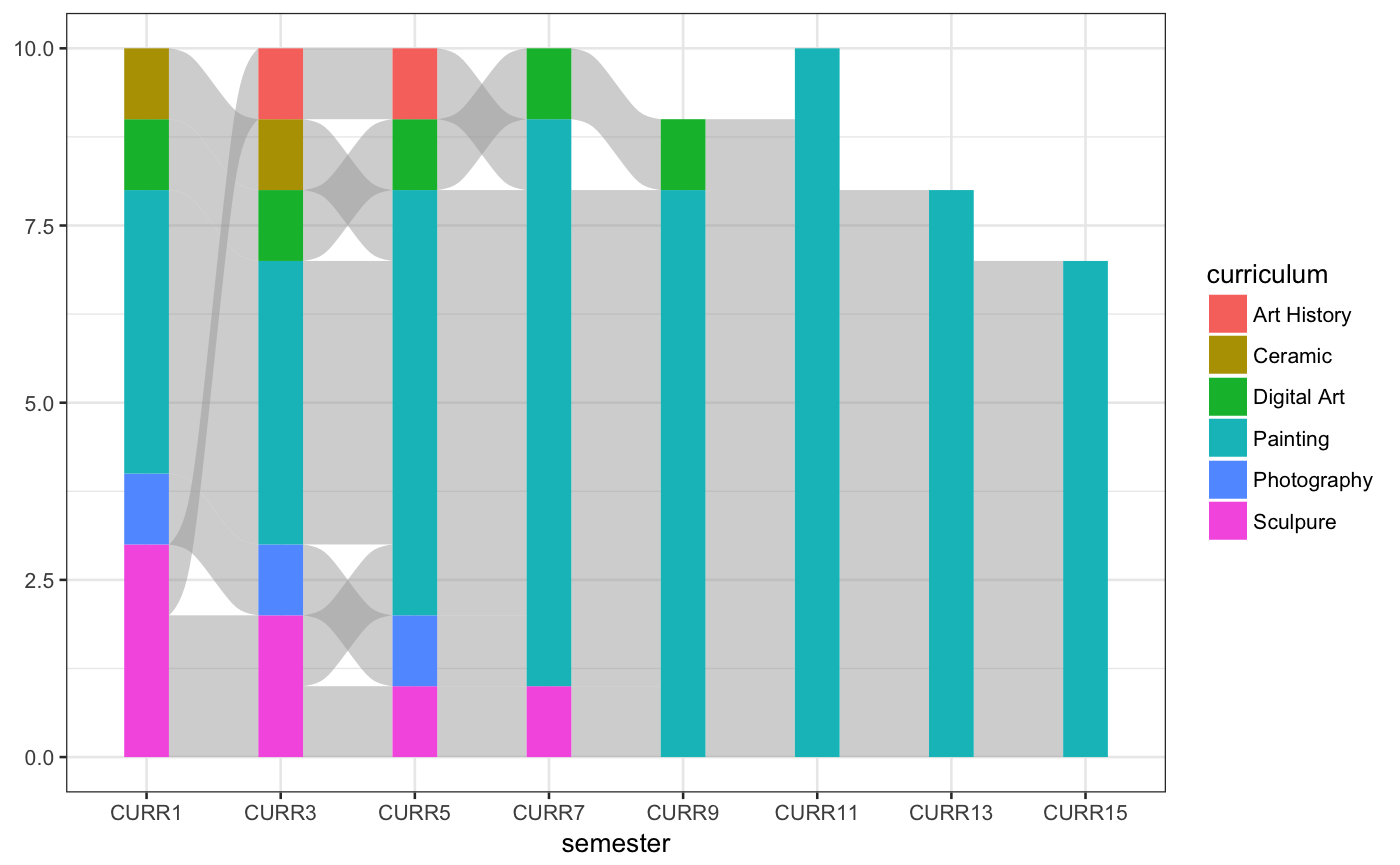 10.0
7.5
5.0
2.5
0.0
CURR1 CURR3 CURR5 CURR7 CURR9 CURR11 CURR13 CURR15
semester
curriculum
Art History
Ceramic
Digital Art
Painting
Photography
Sculpure